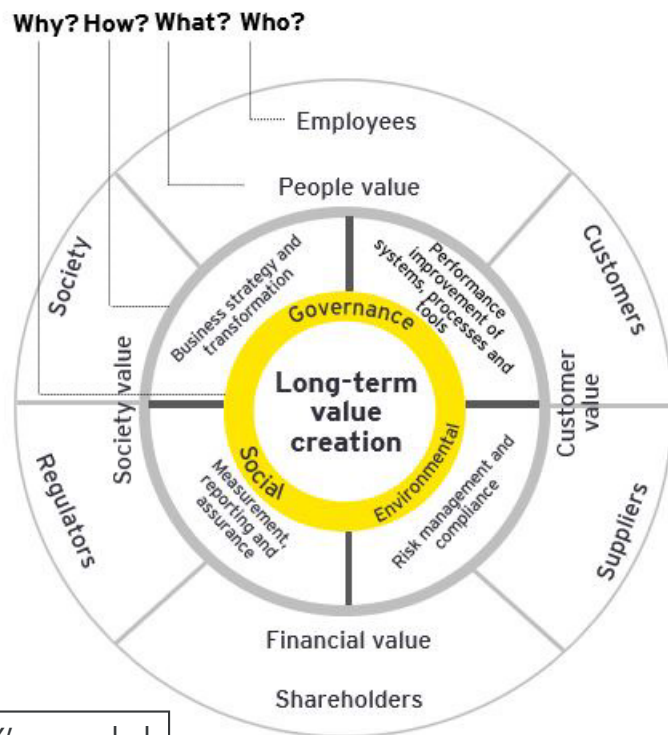 Why? How? What? Who?
Employees
People value
Society
Customers
Business strategy and
transformation
Performance
improvement of
systems, processes and
tools
Governance
Long-term
value
creation
Society value
Customer
value
Social
Environmental
Regulators
Measurement,
reporting and
assurance
Risk management and
compliance
Suppliers
Financial value
Shareholders